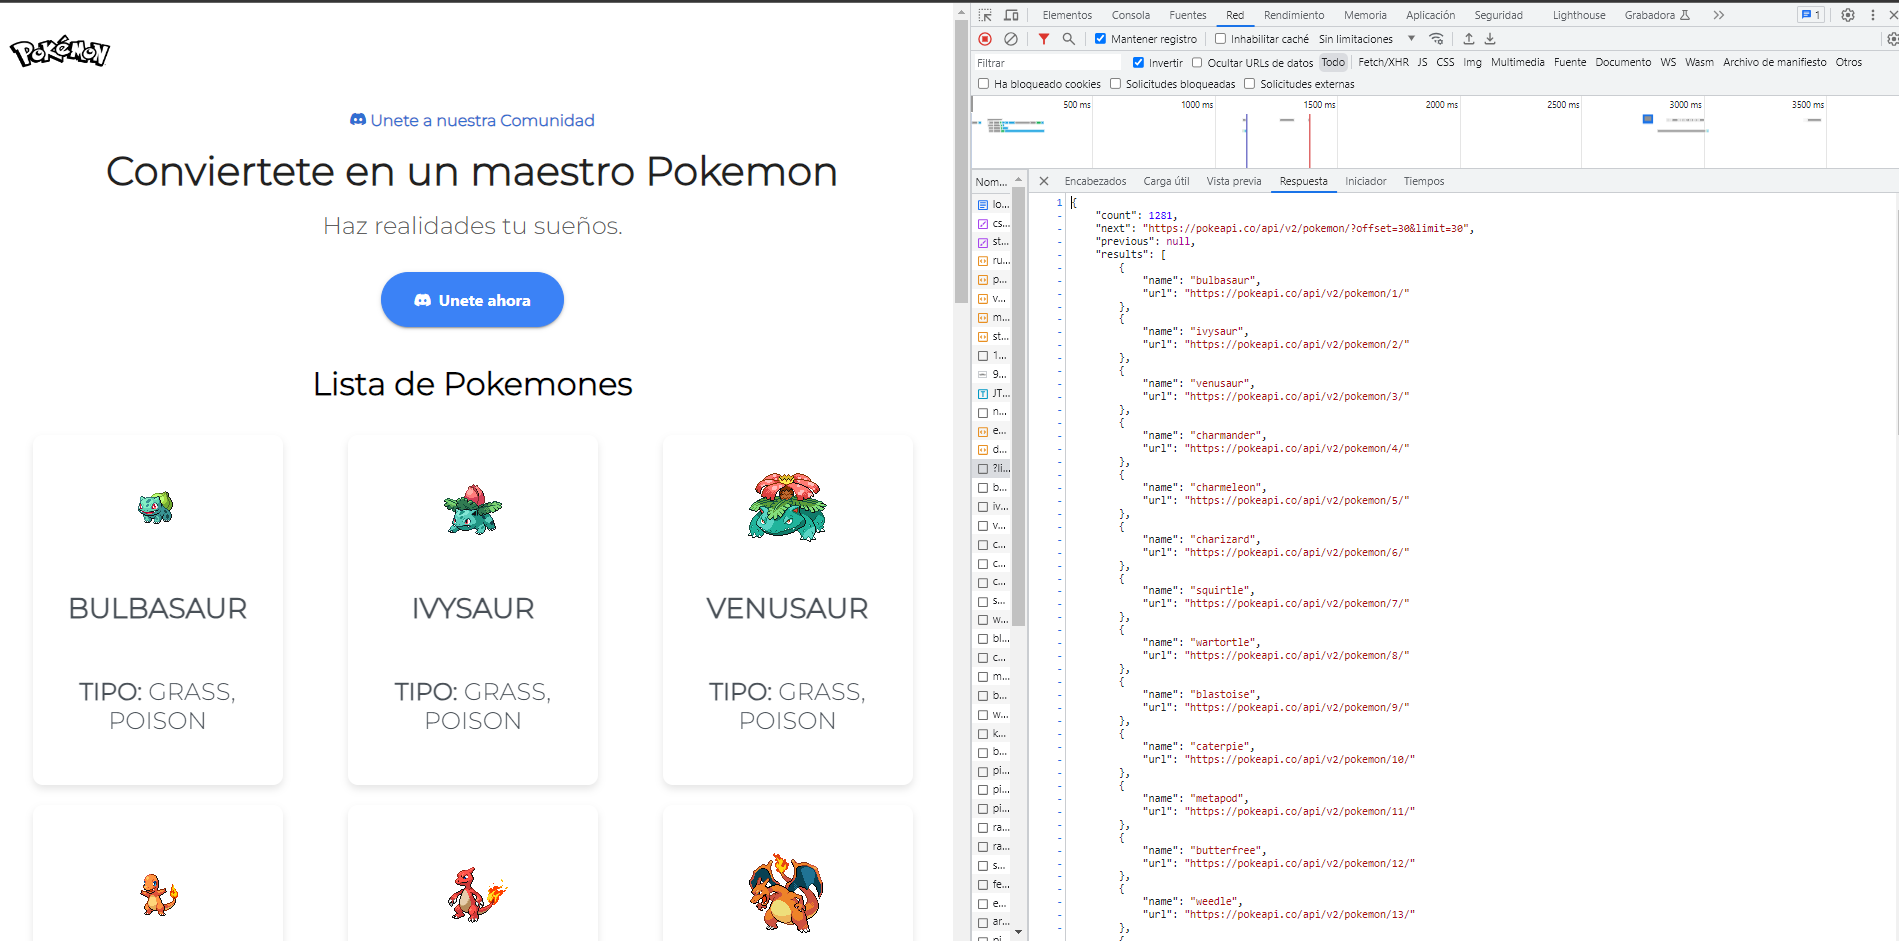 POKéMON
Unete a nuestra Comunidad
Conviertete en un maestro Pokemon
Haz realidades tu sueños.
Unete ahora
Lista de Pokemones
BULBASAUR
TIPO: GRASS,
POISON
IVYSAUR
TIPO: GRASS,
POISON
VENUSAUR
TIPO: GRASS,
POISON
Elementos Consola Fuentes Red Rendimiento Memoria Aplicación Seguridad Lighthouse Grabadora 1
Mantener registro Inhabilitar caché Sin limitaciones
Filtrar Invertir Ocultar URLs de datos Todo Fetch/XHR JS CSS Img Multimedia Fuente Documento WS Wasm Archivo de manifiesto Otros
Ha bloqueado cookies Solicitudes bloqueadas Solicitudes externas
500 ms 1000 ms 1500 ms 2000 ms 2500 ms 3000 ms 3500 ms
Nom...
lo...
cs...
st...
ru...
p...
v...
m...
st...
1...
9...
JT...
n...
e...
d...
?li...
b...
iv...
v...
c...
c...
c...
s...
w...
bl...
c...
m...
b...
w...
k...
b...
pi...
pi...
pi...
ra...
ra...
s...
fe...
e...
ar...
ni...
Encabezados Carga útil Vista previa Respuesta Iniciador Tiempos
1 {
- "count": 1281,
- "next": "https://pokeapi.co/api/v2/pokemon/?offset=30&limit=30",
- "previous": null,
- "results": [
- {
- "name": "bulbasaur",
- "url": "https://pokeapi.co/api/v2/pokemon/1/"
- },
- {
- "name": "ivysaur",
- "url": "https://pokeapi.co/api/v2/pokemon/2/"
- },
- {
- "name": "venusaur",
- "url": "https://pokeapi.co/api/v2/pokemon/3/"
- },
- {
- "name": "charmander",
- "url": "https://pokeapi.co/api/v2/pokemon/4/"
- },
- {
- "name": "charmeleon",
- "url": "https://pokeapi.co/api/v2/pokemon/5/"
- },
- {
- "name": "charizard",
- "url": "https://pokeapi.co/api/v2/pokemon/6/"
- },
- {
- "name": "squirtle",
- "url": "https://pokeapi.co/api/v2/pokemon/7/"
- },
- {
- "name": "wartortle",
- "url": "https://pokeapi.co/api/v2/pokemon/8/"
- },
- {
- "name": "blastoise",
- "url": "https://pokeapi.co/api/v2/pokemon/9/"
- },
- {
- "name": "caterpie",
- "url": "https://pokeapi.co/api/v2/pokemon/10/"
- },
- {
- "name": "metapod",
- "url": "https://pokeapi.co/api/v2/pokemon/11/"
- },
- {
- "name": "butterfree",
- "url": "https://pokeapi.co/api/v2/pokemon/12/"
- },
- {
- "name": "weedle",
- "url": "https://pokeapi.co/api/v2/pokemon/13/"
- },
- {